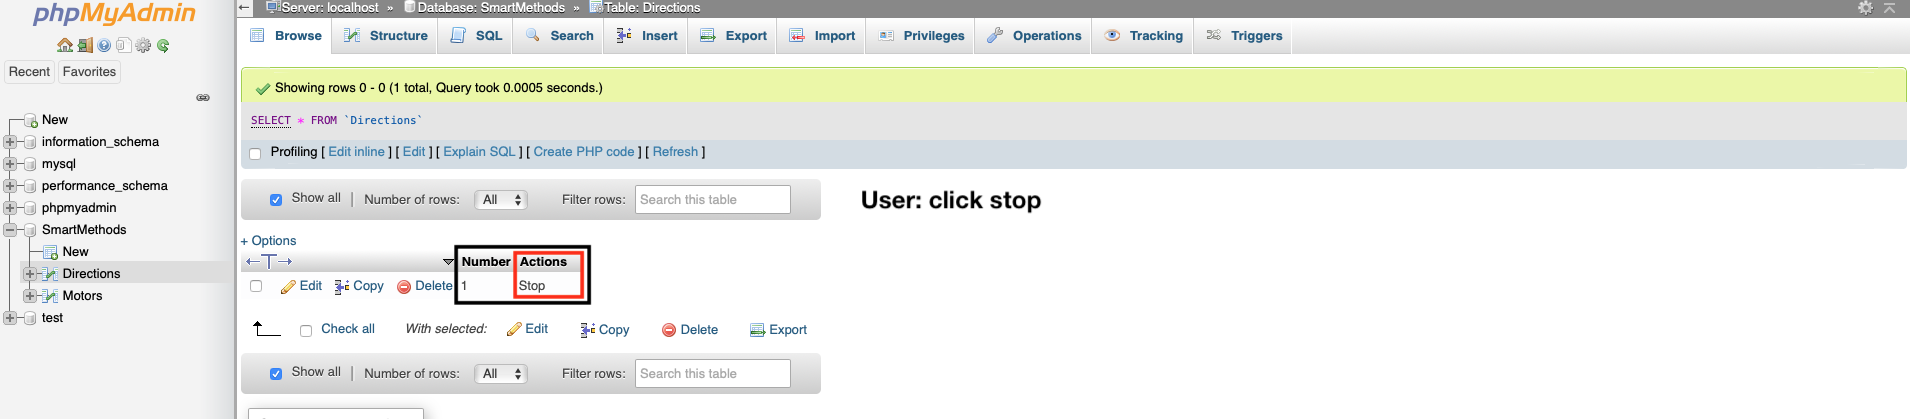 phpMyAdmin
Recent Favorites
New
information_schema
mysql
performance_schema
phpmyadmin
SmartMethods
New
Directions
Motors
test
Server: localhost » Database: SmartMethods » Table: Directions
Browse Structure SQL Search Insert Export Import Privileges Operations Tracking Triggers
Showing rows 0 - 0 (1 total, Query took 0.0005 seconds.)
SELECT * FROM `Directions`
Profiling [ Edit inline ] [ Edit ] [ Explain SQL ] [ Create PHP code ] [ Refresh ]
Show all | Number of rows: All Filter rows: Search this table
User: click stop
+ Options
←T→ Number Actions
Edit Copy Delete 1 Stop
Check all With selected: Edit Copy Delete Export
Show all | Number of rows: All Filter rows: Search this table